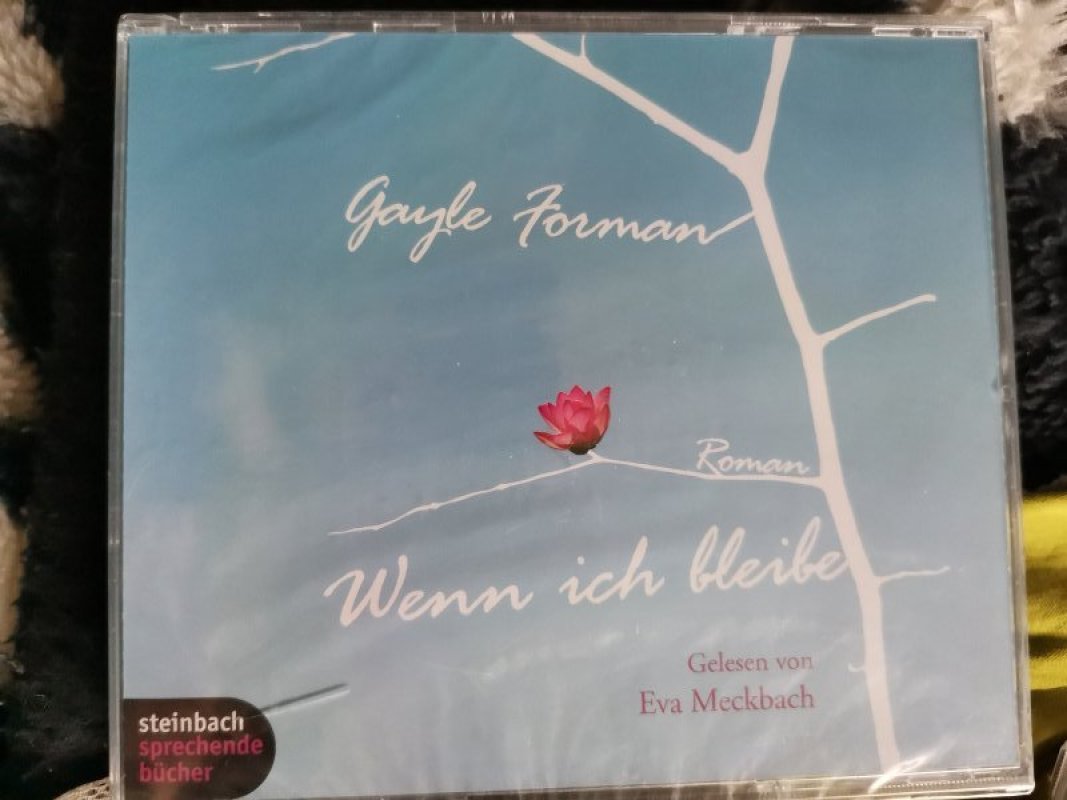 Gayle Forman
Roman
Wenn ich bleibe
Gelesen von
Eva Meckbach
steinbach
sprechende
bücher